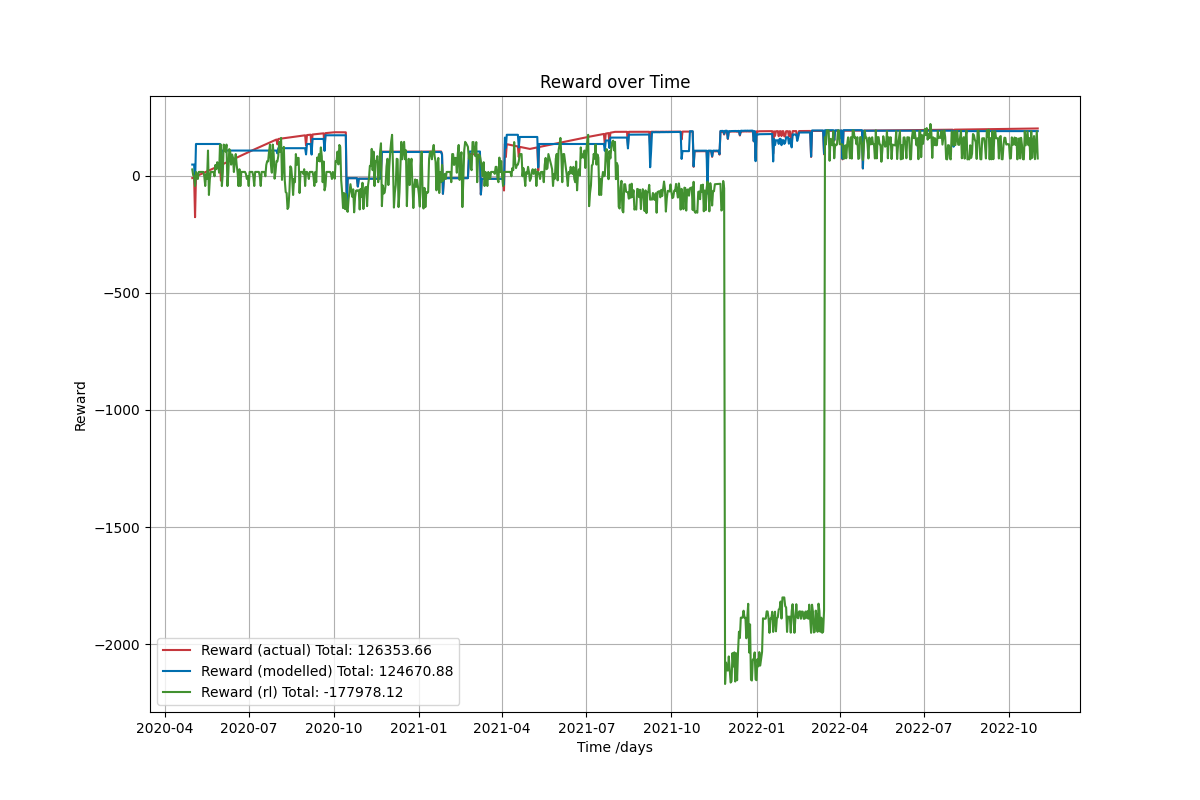 Reward over Time
Reward
0
−500
−1000
−1500
−2000
Reward (actual) Total: 126353.66
Reward (modelled) Total: 124670.88
Reward (rl) Total: -177978.12
2020-04 2020-07 2020-10 2021-01 2021-04 2021-07 2021-10 2022-01 2022-04 2022-07 2022-10
Time /days